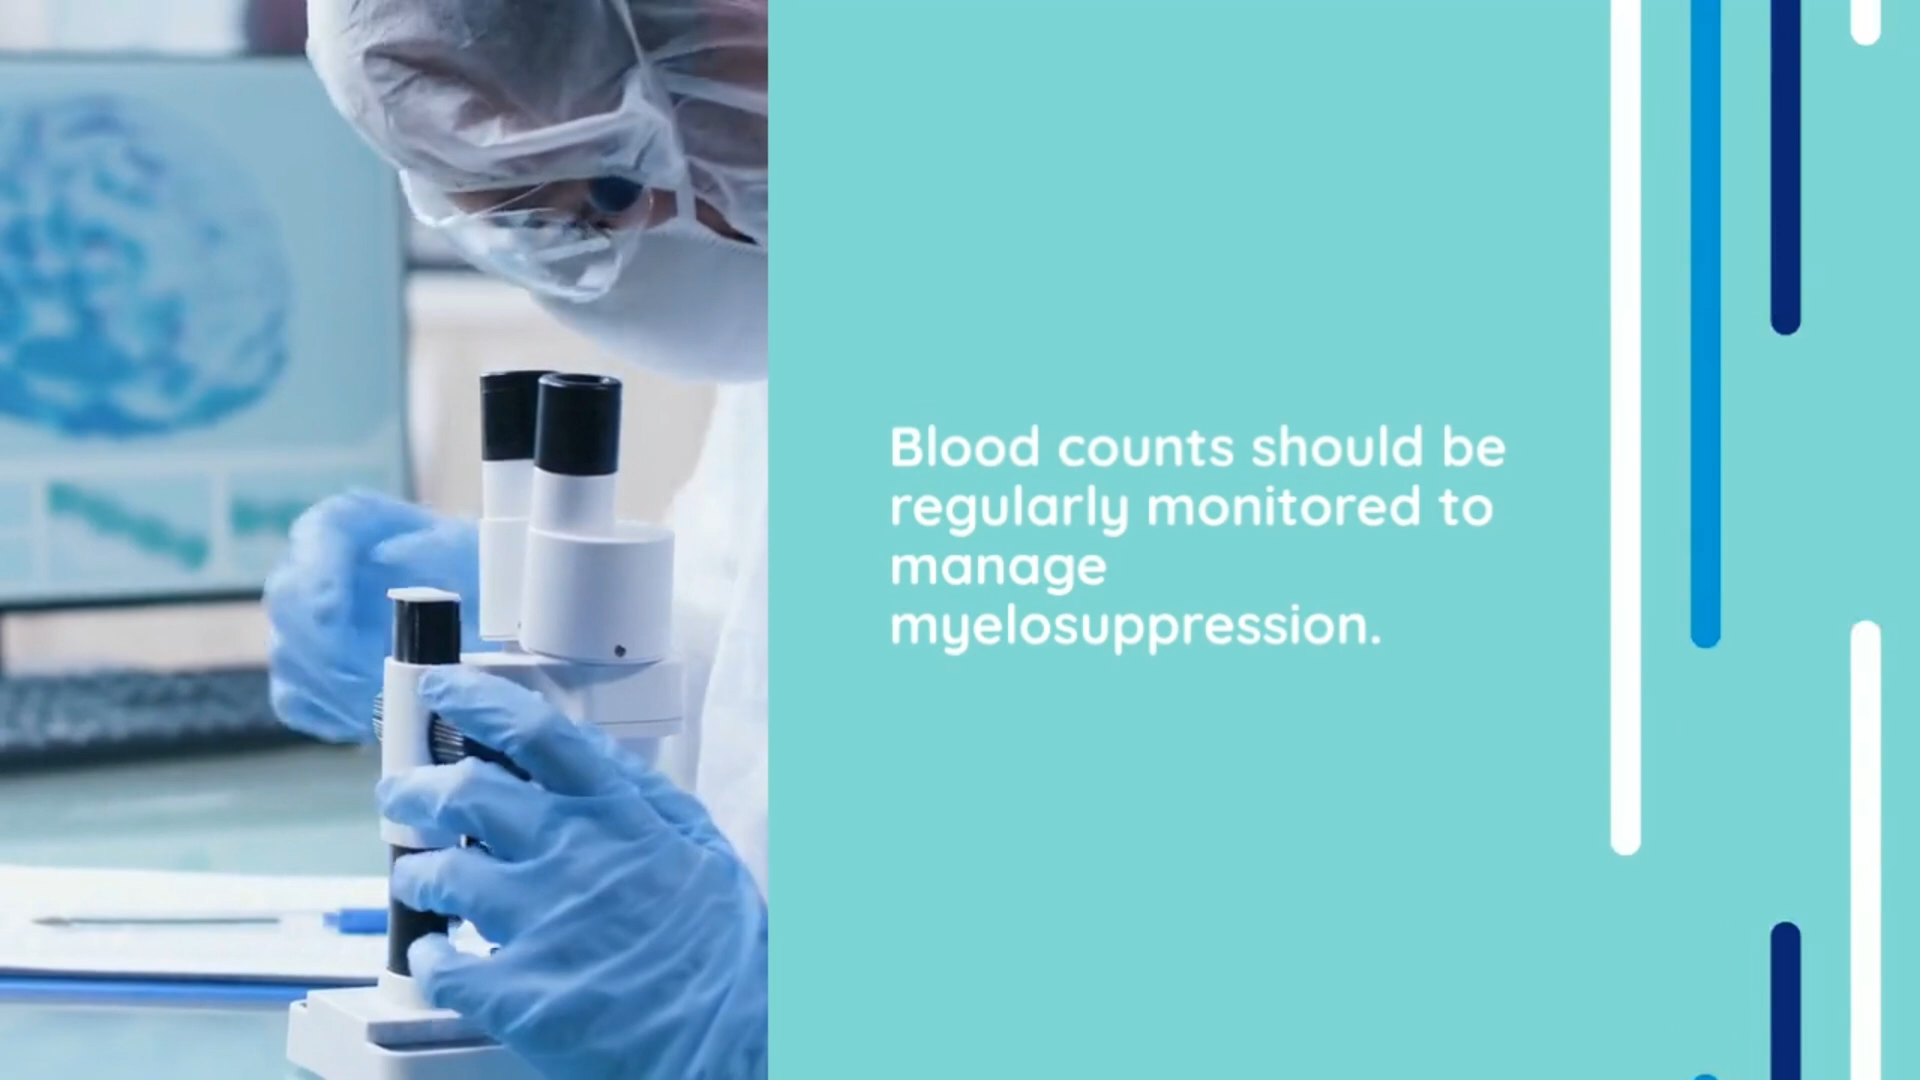 Blood counts should be
regularly monitored to
manage
myelosuppression.